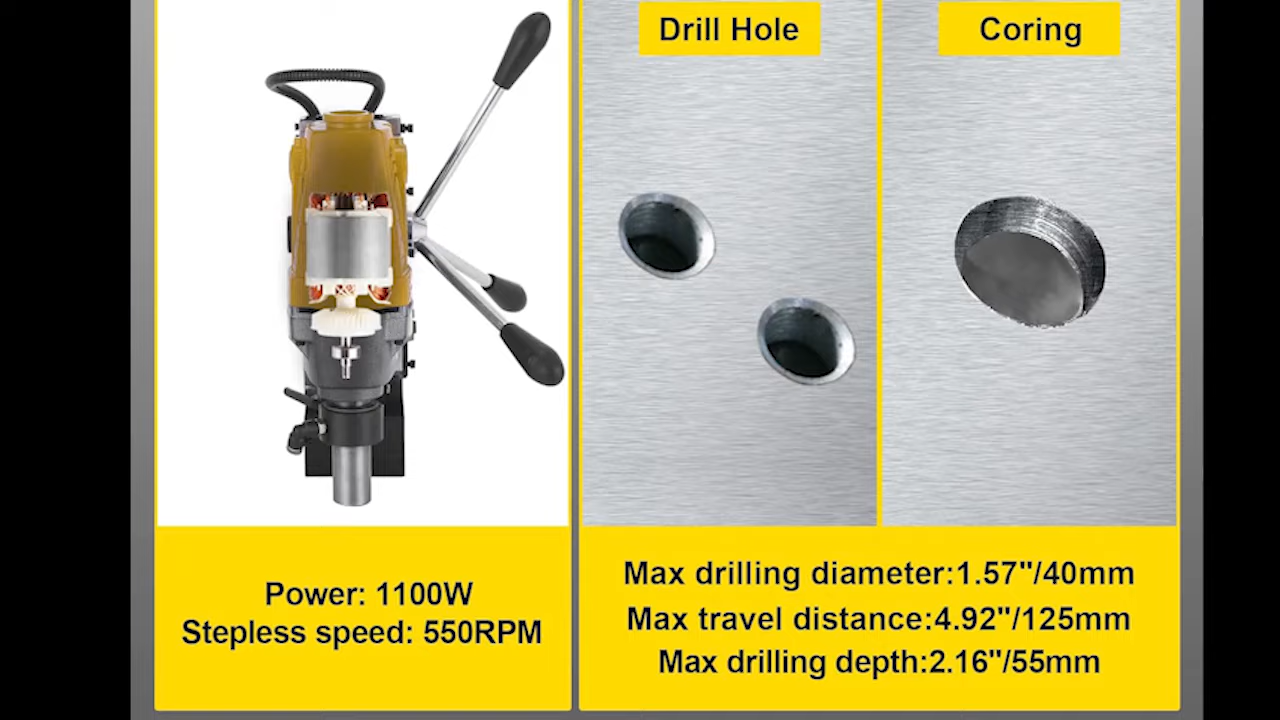 Drill Hole
Coring
Power: 1100W
Stepless speed: 550RPM
Max drilling diameter:1.57"/40mm
Max travel distance:4.92"/125mm
Max drilling depth:2.16"/55mm